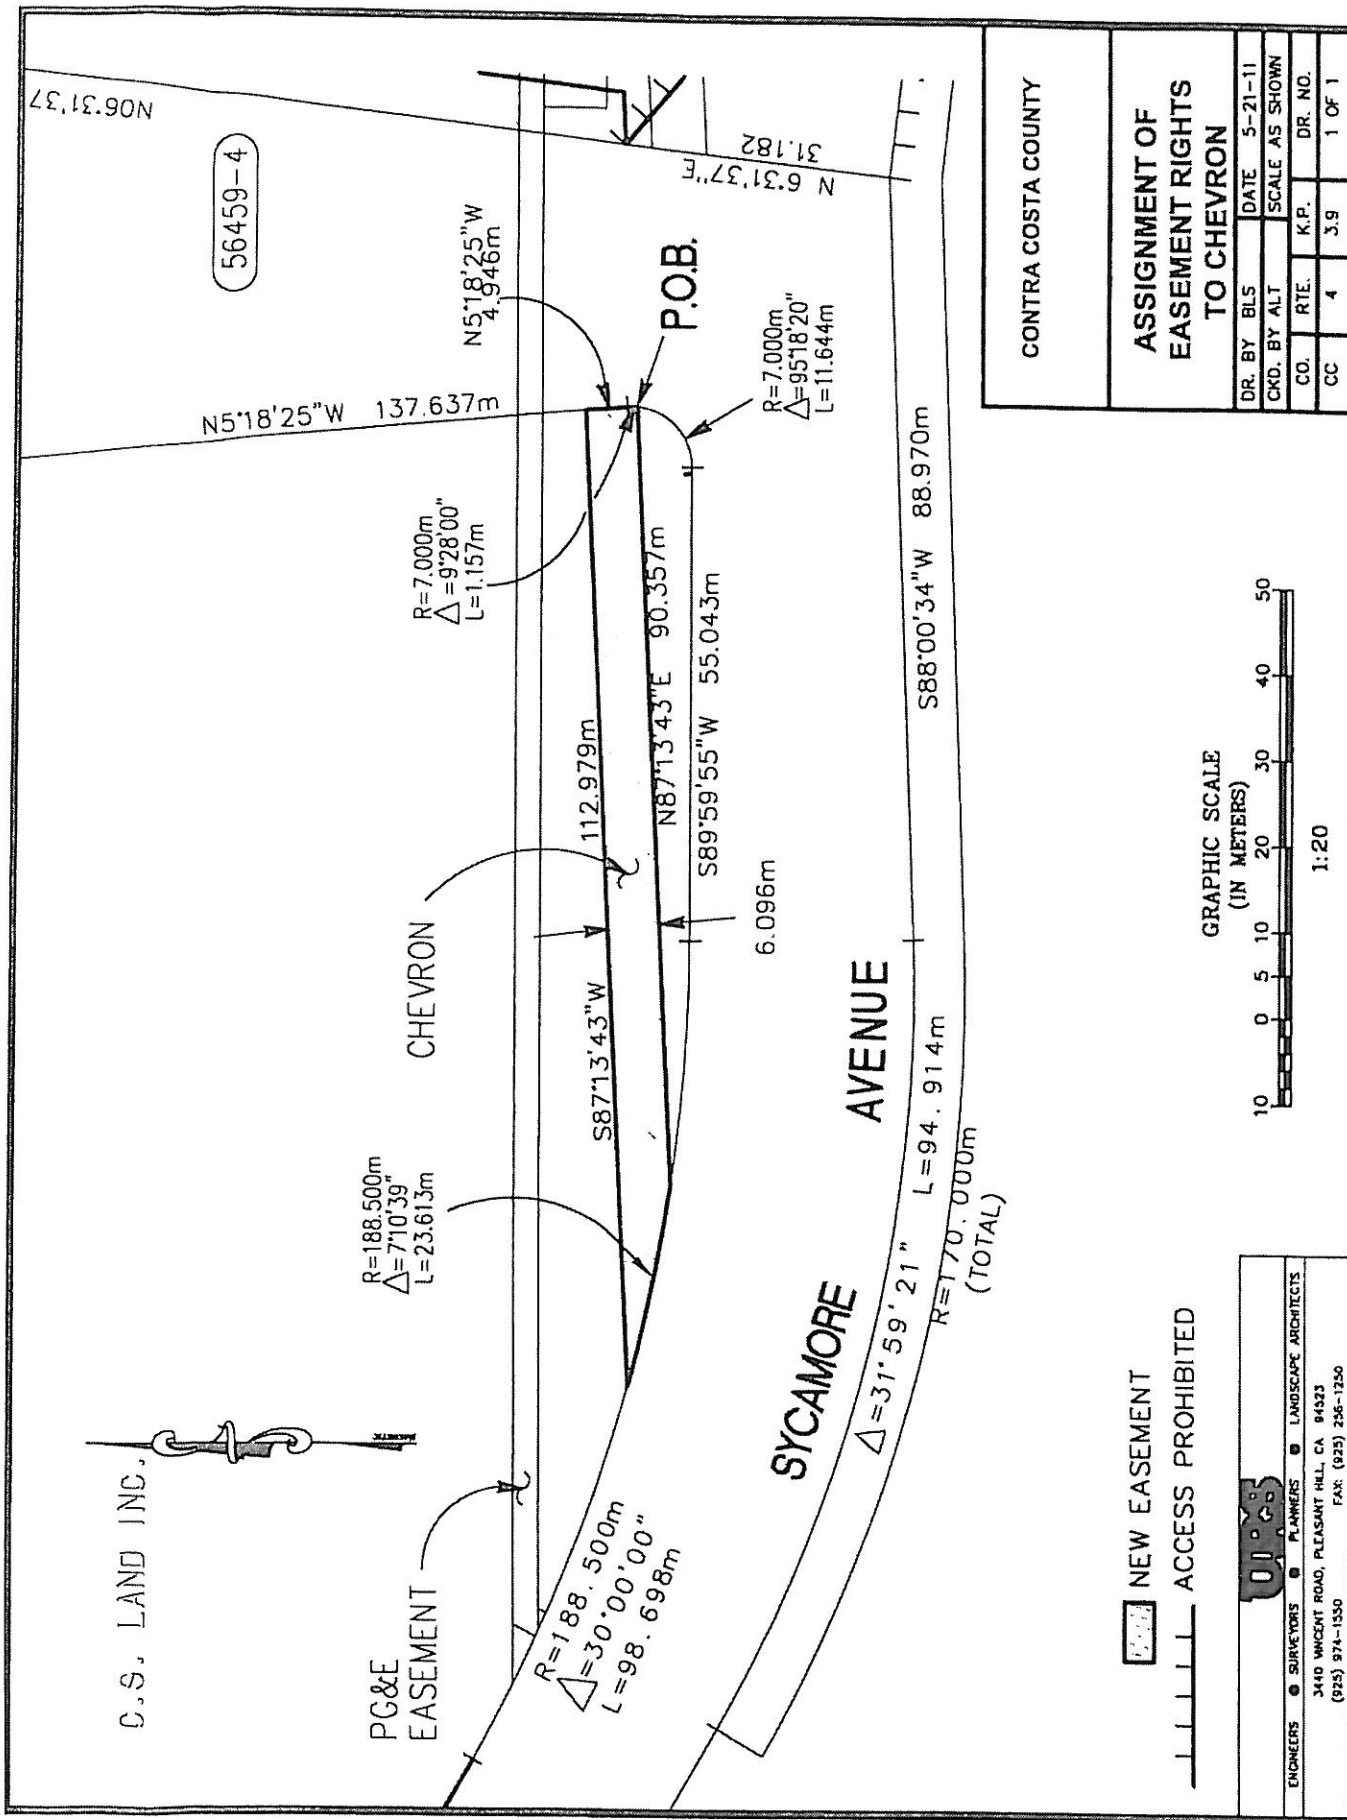 C.S. LAND INC.
PG&E
EASEMENT
R=188.500m
△=7°10'39"
L=23.613m
CHEVRON
R=7.000m
△=9°28'00"
L=1.157m
N5°18'25"W 137.637m
N5°18'25"W
4.946m
56459-4
N06°31'37
N 6°31'37"E
31.182
P.O.B.
R=7.000m
△=95°18'20"
L=11.644m
S87°13'43"W
112.979m
N87°13'43"E 90.357m
S89°59'55"W 55.043m
6.096m
R=188.500m
△=30°00'00"
L=98.698m
SYCAMORE AVENUE
△=31°59'21" L=94.914m
R=170.000m
(TOTAL)
S88°00'34"W 88.970m
NEW EASEMENT
ACCESS PROHIBITED
GRAPHIC SCALE
(IN METERS)
10 0 5 10 20 30 40 50
1:20
ENGINEERS SURVEYORS PLANNERS LANDSCAPE ARCHITECTS
3440 VINCENT ROAD, PLEASANT HILL, CA 94523
(925) 974-1550 FAX: (925) 256-1250
CONTRA COSTA COUNTY
ASSIGNMENT OF
EASEMENT RIGHTS
TO CHEVRON
DR. BY BLS DATE 5-21-11
CKD. BY ALT SCALE AS SHOWN
CO. RTE. K.P. DR. NO.
CC 4 3.9 1 OF 1